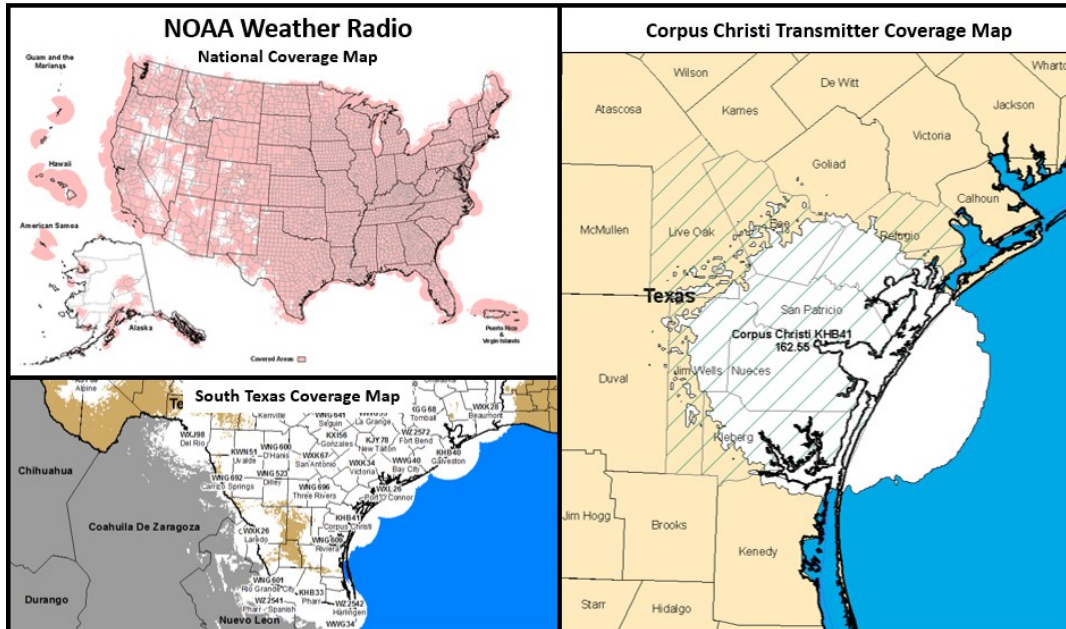 NOAA Weather Radio
National Coverage Map
Guam and the
Marianas
Hawaii
American Samoa
Alaska
Puerto Rico
&
Virgin Islands
Covered Areas
South Texas Coverage Map
Alpine
Kerrville
WNG641
Seguin
La Grange
Tomball
WXK28
Beaumont
WXJ98
Del Rio
KWN51
Uvalde
WNG600
D'Hanis
KXI56
Gonzales
KJY78
New Taiton
WZ2572
Fort Bend
KHB40
Galveston
WXK67
San Antonio
WXK34
Victoria
WWG40
Bay City
Chihuahua
WNG692
Carrizo Springs
WNG523
Dilley
WNG696
Three Rivers
WXL26
Port O'Connor
Coahuila De Zaragoza
WXK26
Laredo
KHB41
Corpus Christi
WNG609
Riviera
Durango
WNG601
Rio Grande City
KHB33
Pharr
WZ2541
Pharr - Spanish
WZ2542
Harlingen
Nuevo Leon
WWG34
Corpus Christi Transmitter Coverage Map
Wilson
De Witt
Wharto
Atascosa
Karnes
Jackson
Victoria
Goliad
Calhoun
McMullen
Live Oak
Bee
Refugio
Texas
San Patricio
Corpus Christi KHB41
162.55
Duval
Jim Wells
Nueces
Kleberg
Jim Hogg
Brooks
Kenedy
Starr
Hidalgo